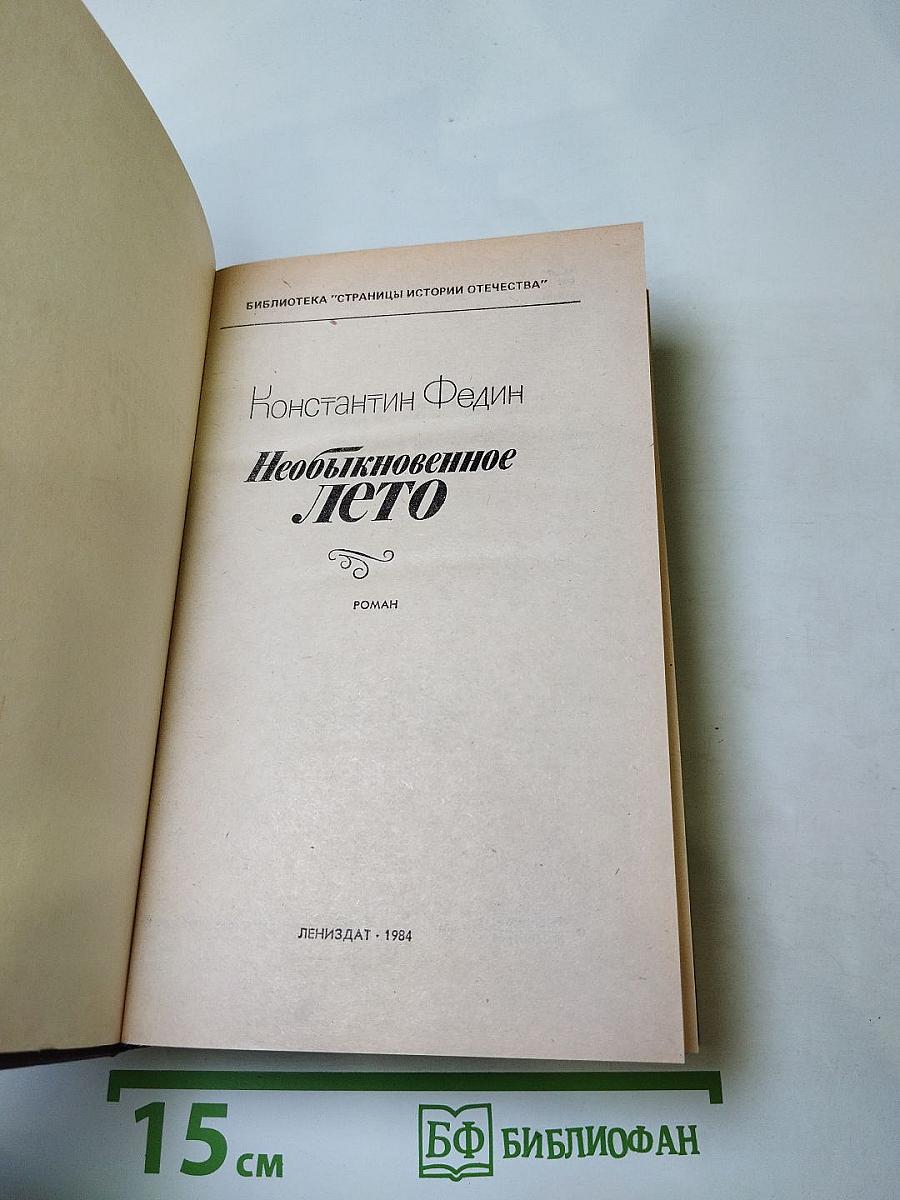 БИБЛИОТЕКА "СТРАНИЦЫ ИСТОРИИ ОТЕЧЕСТВА"
Константин Федин
Необыкновенное
лето
РОМАН
ЛЕНИЗДАТ · 1984
15 см
БФ БИБЛИОФАН